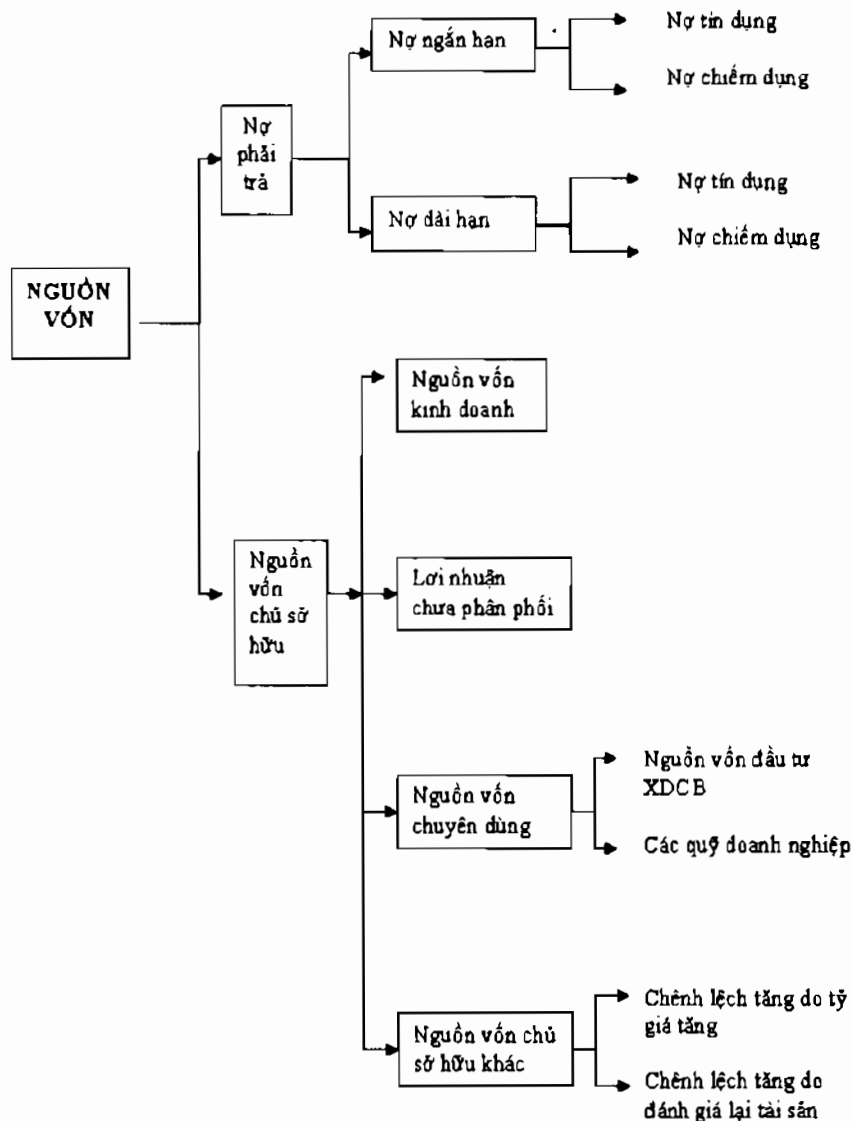 Nợ ngắn hạn
Nợ tín dụng
Nợ chiếm dụng
Nợ
phải
trả
Nợ dài hạn
Nợ tín dụng
Nợ chiếm dụng
NGUỒN
VỐN
Nguồn vốn
kinh doanh
Nguồn
vốn
chủ sở
hữu
Lợi nhuận
chưa phân phối
Nguồn vốn
chuyên dùng
Nguồn vốn đầu tư
XDCB
Các quỹ doanh nghiệp
Nguồn vốn chủ
sở hữu khác
Chênh lệch tăng do tỷ
giá tăng
Chênh lệch tăng do
đánh giá lại tài sản